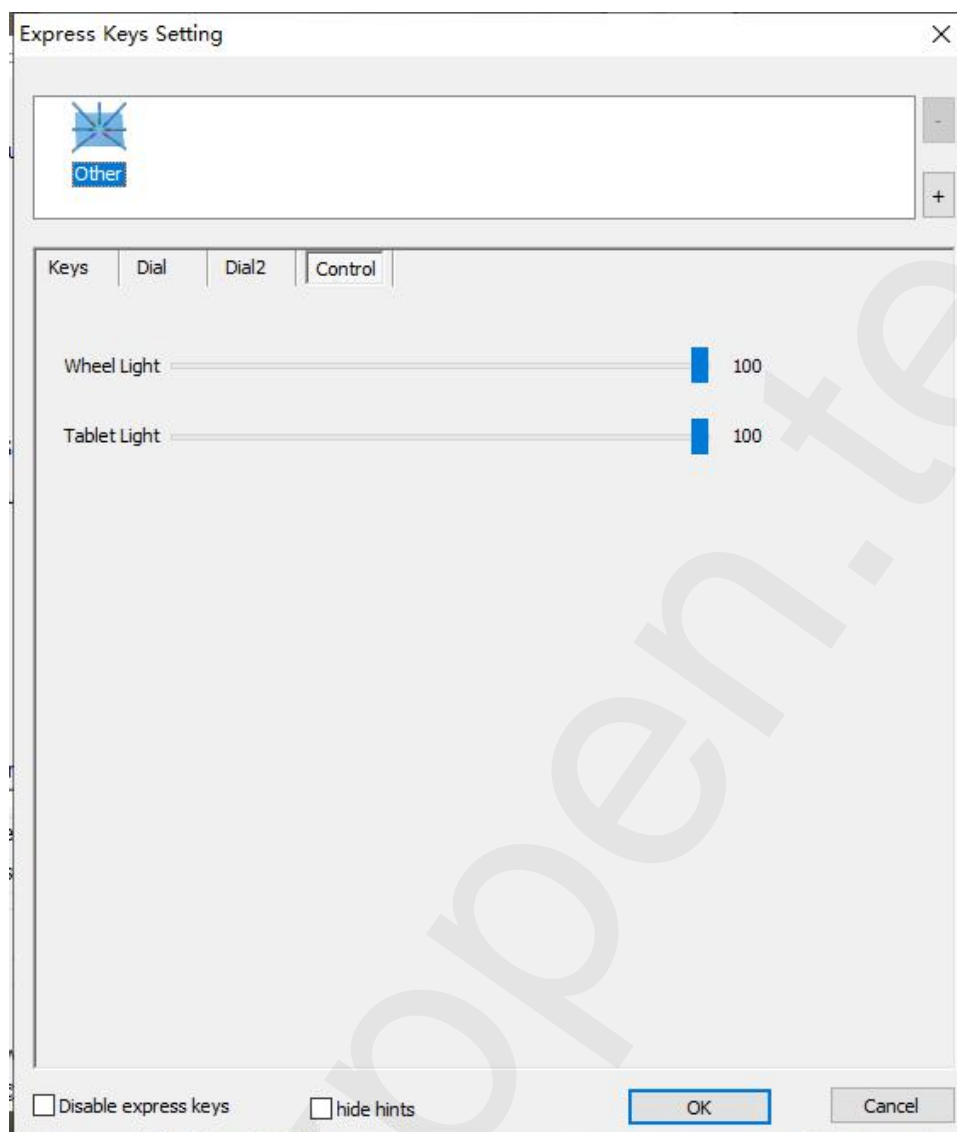 Express Keys Setting
-
Other
+
Keys Dial Dial2 Control
Wheel Light 100
Tablet Light 100
Disable express keys hide hints OK Cancel